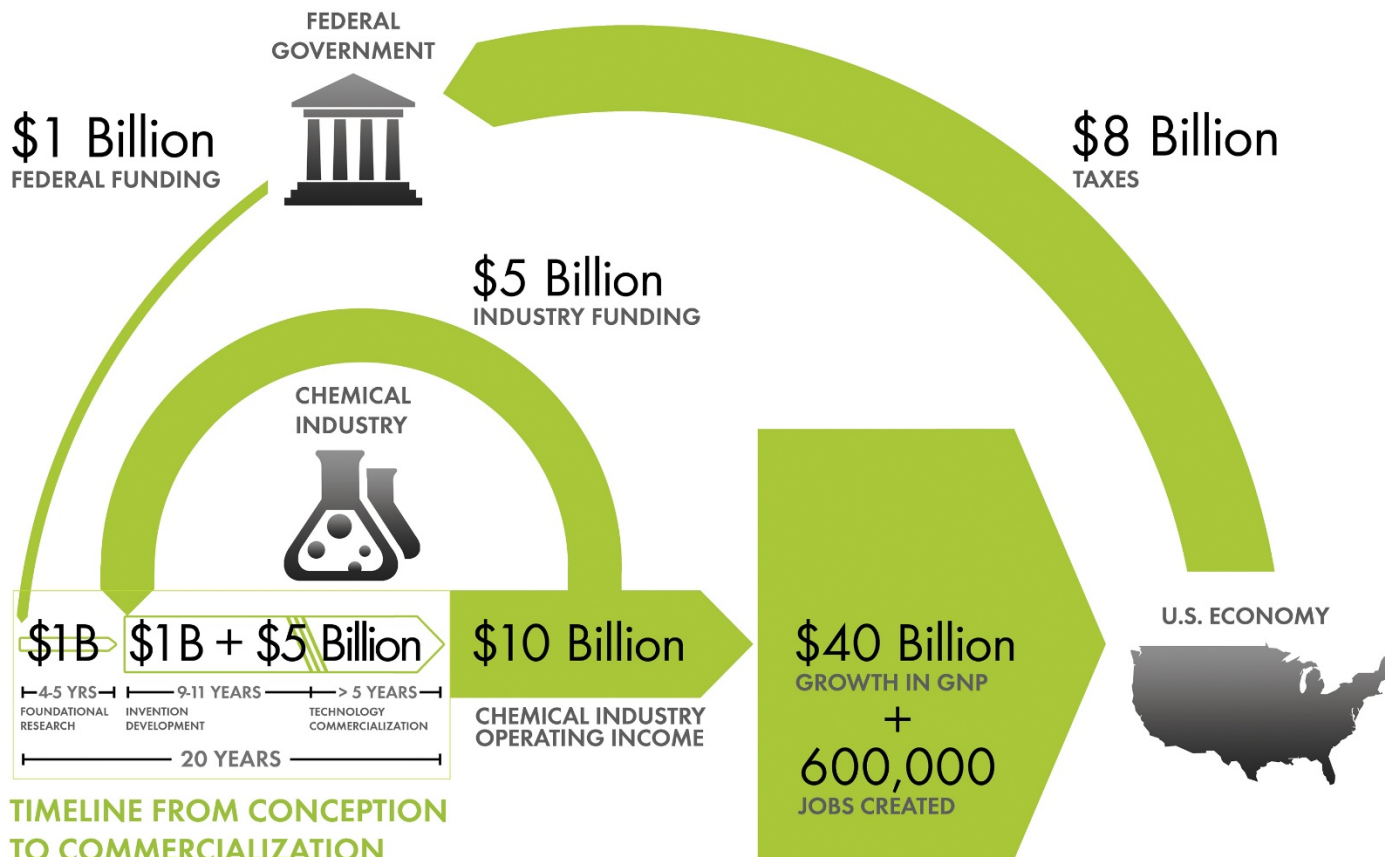 FEDERAL
GOVERNMENT
$1 Billion
FEDERAL FUNDING
$8 Billion
TAXES
$5 Billion
INDUSTRY FUNDING
CHEMICAL
INDUSTRY
$1B
$1B + $5 Billion
4-5 YRS
FOUNDATIONAL
RESEARCH
9-11 YEARS
INVENTION
DEVELOPMENT
> 5 YEARS
TECHNOLOGY
COMMERCIALIZATION
20 YEARS
TIMELINE FROM CONCEPTION
TO COMMERCIALIZATION
$10 Billion
CHEMICAL INDUSTRY
OPERATING INCOME
$40 Billion
GROWTH IN GNP
+
600,000
JOBS CREATED
U.S. ECONOMY